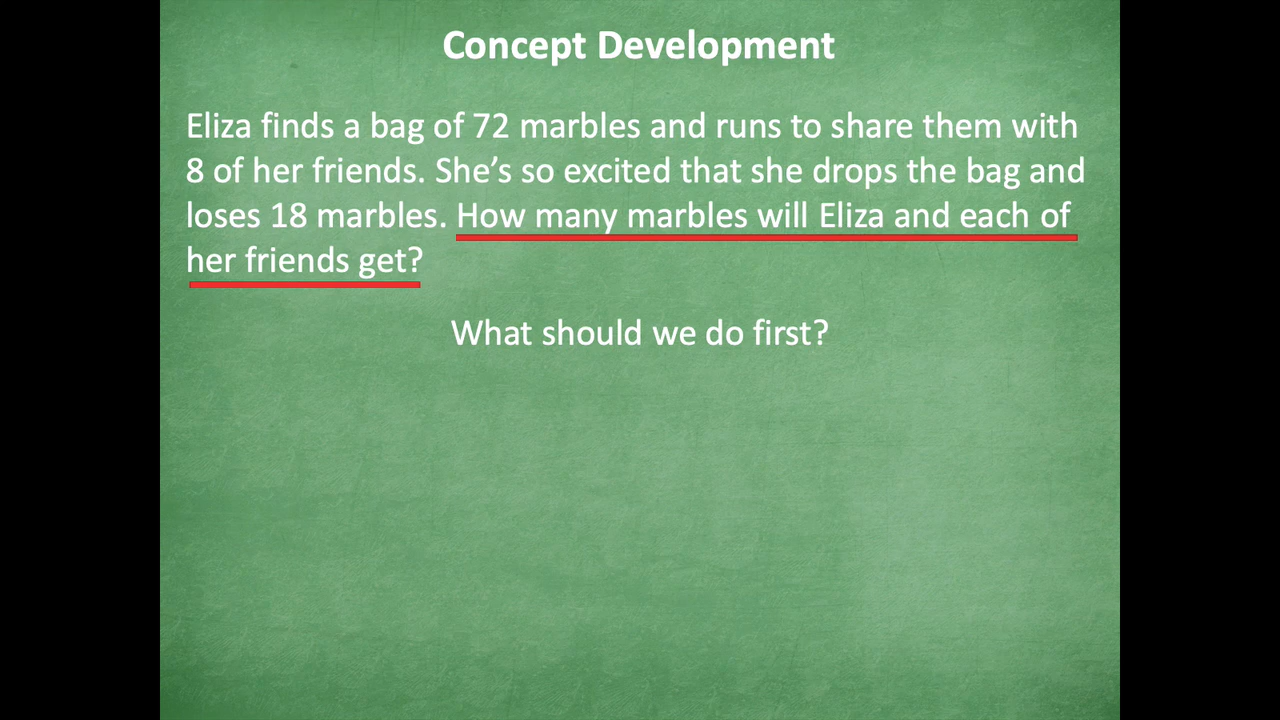 Concept Development
Eliza finds a bag of 72 marbles and runs to share them with
8 of her friends. She’s so excited that she drops the bag and
loses 18 marbles. How many marbles will Eliza and each of
her friends get?
What should we do first?